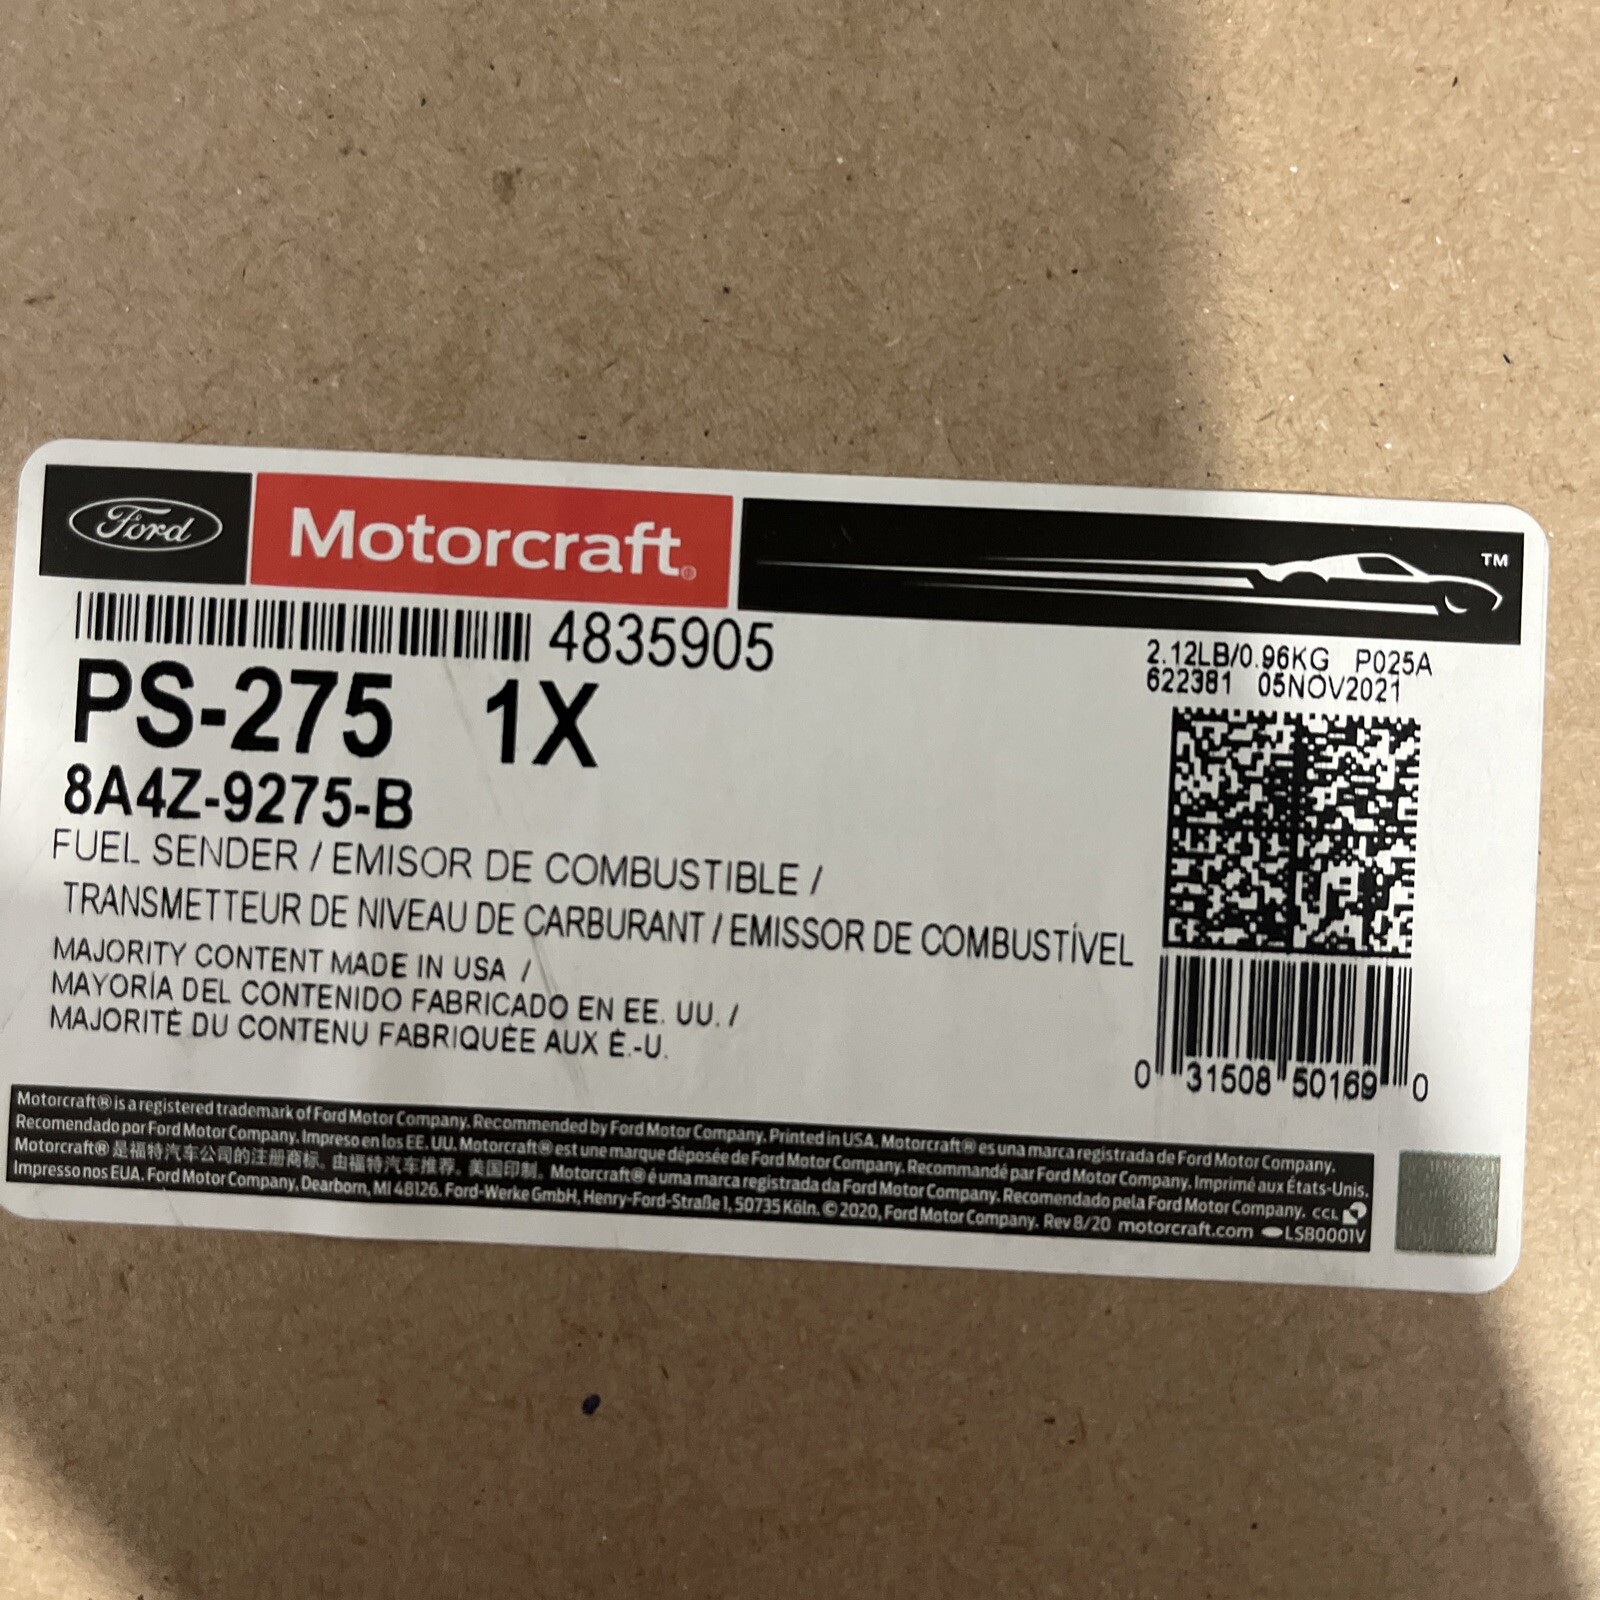 Ford Motorcraft® TM
4835905
2.12LB/0.96KG P025A
622381 05NOV2021
PS-275 1X
8A4Z-9275-B
FUEL SENDER / EMISOR DE COMBUSTIBLE /
TRANSMETTEUR DE NIVEAU DE CARBURANT / EMISSOR DE COMBUSTÍVEL
MAJORITY CONTENT MADE IN USA /
MAYORÍA DEL CONTENIDO FABRICADO EN EE. UU. /
MAJORITÉ DU CONTENU FABRIQUÉE AUX É.-U.
0 31508 50169 0
Motorcraft® is a registered trademark of Ford Motor Company. Recommended by Ford Motor Company. Printed in USA. Motorcraft® es una marca registrada de Ford Motor Company.
Recomendado por Ford Motor Company. Impreso en los EE. UU. Motorcraft® est une marque déposée de Ford Motor Company. Recommandé par Ford Motor Company. Imprimé aux États-Unis.
Motorcraft® 是福特汽车公司的注册商标。由福特汽车推荐。美国印制。Motorcraft® é uma marca registrada da Ford Motor Company. Recomendado pela Ford Motor Company. CCL
Impresso nos EUA. Ford Motor Company, Dearborn, MI 48126. Ford-Werke GmbH, Henry-Ford-Straße 1, 50735 Köln. © 2020, Ford Motor Company. Rev 8/20 motorcraft.com LSB0001V